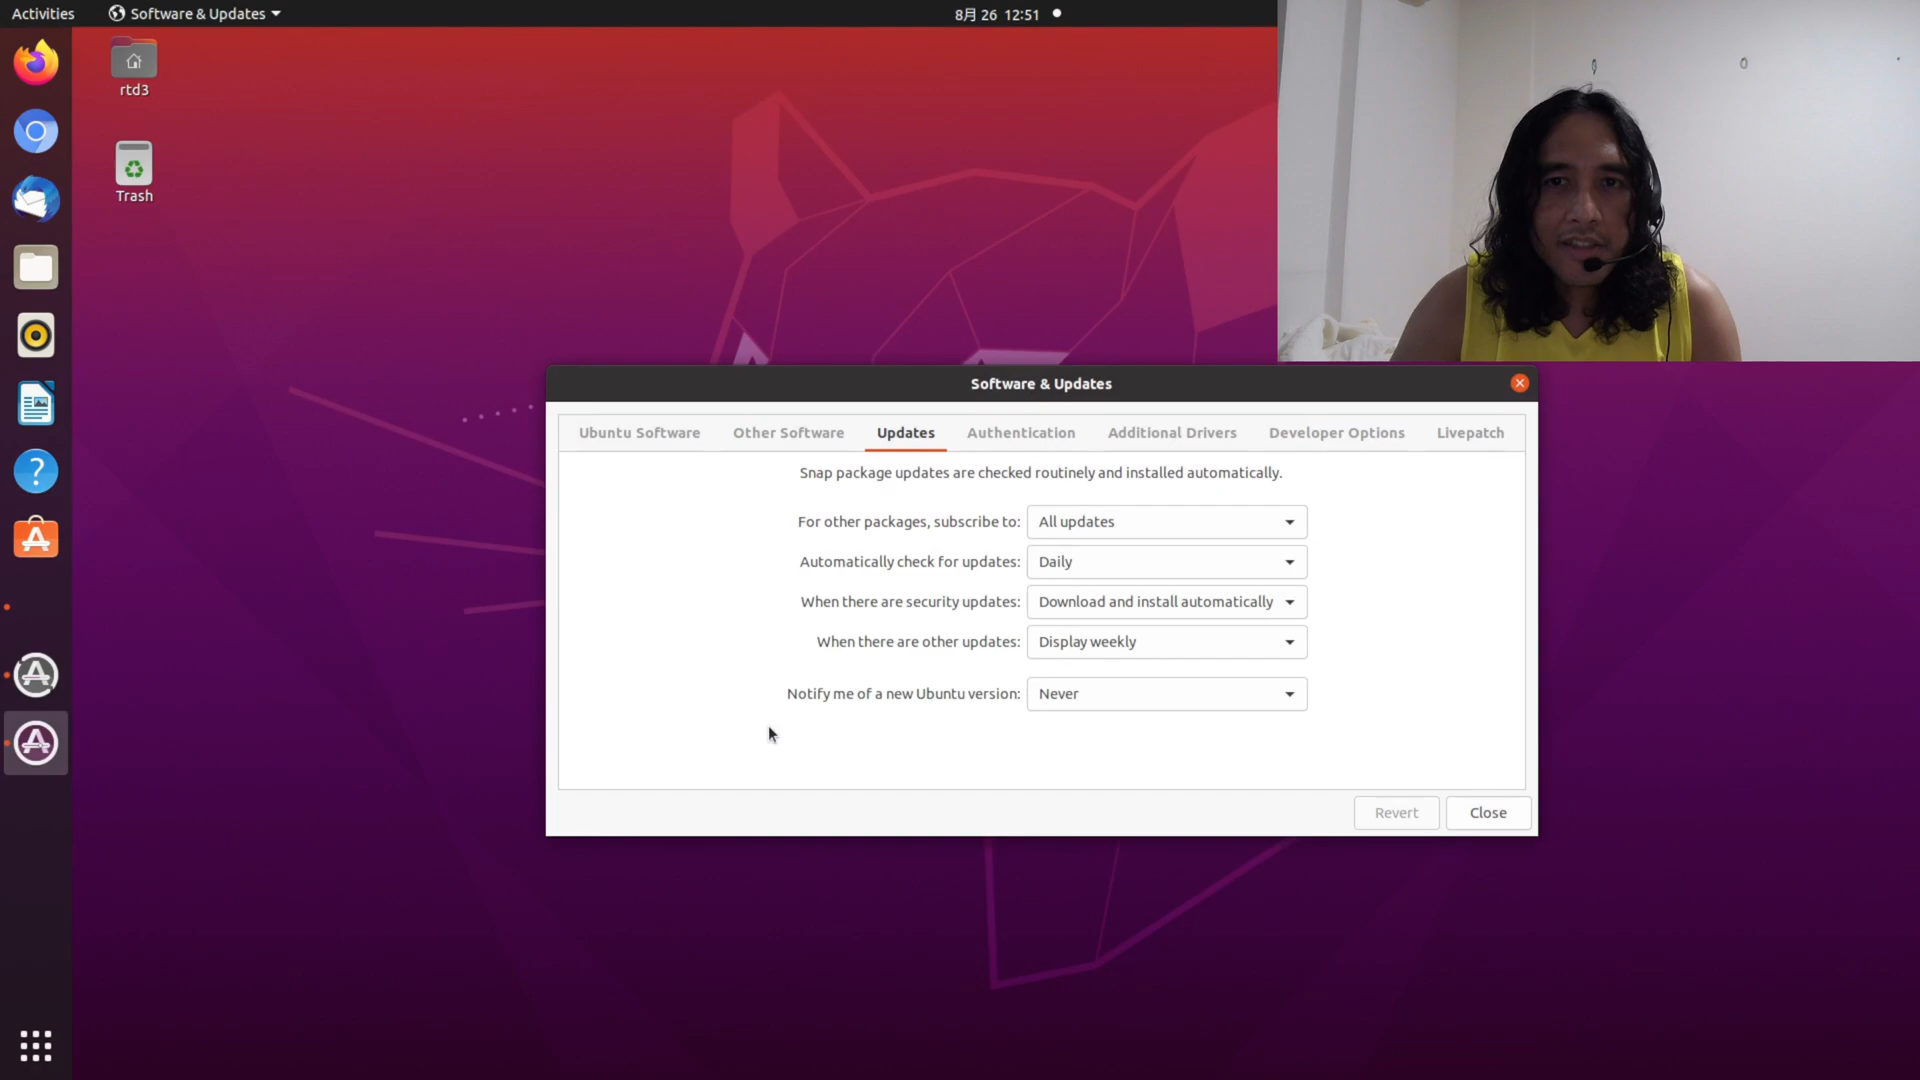 Activities
Software & Updates
8月 26 12:51
rtd3
Trash
Software & Updates
Ubuntu Software
Other Software
Updates
Authentication
Additional Drivers
Developer Options
Livepatch
Snap package updates are checked routinely and installed automatically.
For other packages, subscribe to: All updates
Automatically check for updates: Daily
When there are security updates: Download and install automatically
When there are other updates: Display weekly
Notify me of a new Ubuntu version: Never
Revert
Close